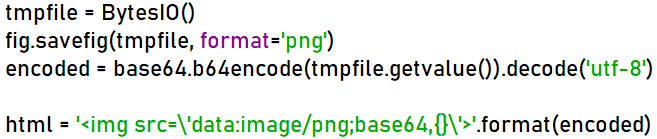 tmpfile = BytesIO()
fig.savefig(tmpfile, format='png')
encoded = base64.b64encode(tmpfile.getvalue()).decode('utf-8')
html = '<img src=\'data:image/png;base64,{}\'>'.format(encoded)